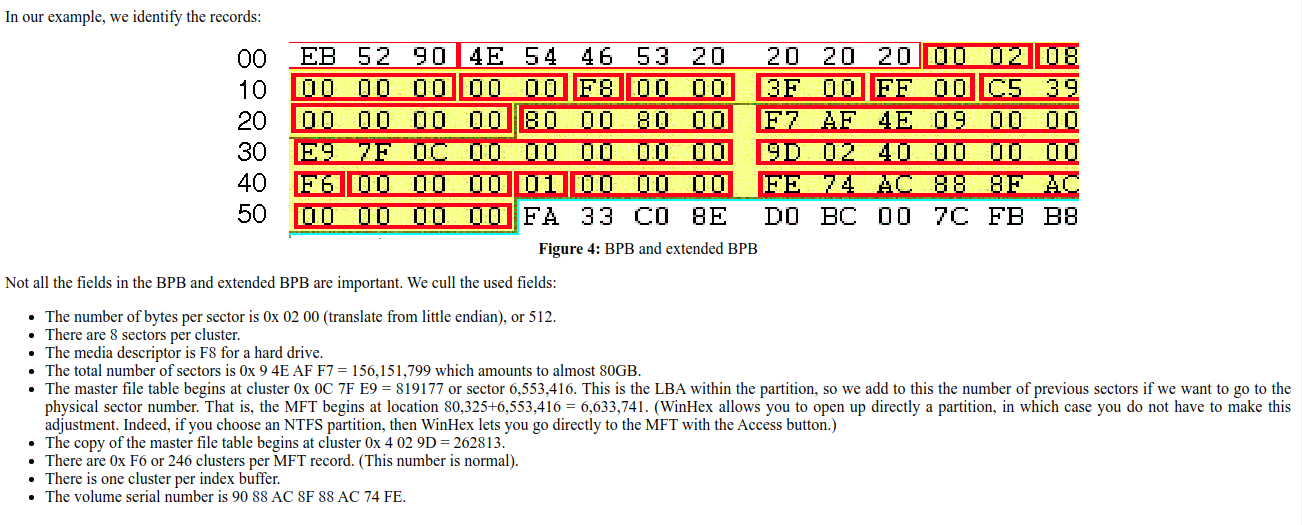 In our example, we identify the records:
00 EB 52 90 4E 54 46 53 20 20 20 20 00 02 08
10 00 00 00 00 00 F8 00 00 3F 00 FF 00 C5 39
20 00 00 00 00 80 00 80 00 F7 AF 4E 09 00 00
30 E9 7F 0C 00 00 00 00 00 9D 02 40 00 00 00
40 F6 00 00 00 01 00 00 00 FE 74 AC 88 8F AC
50 00 00 00 00 FA 33 C0 8E D0 BC 00 7C FB B8
Figure 4: BPB and extended BPB
Not all the fields in the BPB and extended BPB are important. We cull the used fields:
• The number of bytes per sector is 0x 02 00 (translate from little endian), or 512.
• There are 8 sectors per cluster.
• The media descriptor is F8 for a hard drive.
• The total number of sectors is 0x 9 4E AF F7 = 156,151,799 which amounts to almost 80GB.
• The master file table begins at cluster 0x 0C 7F E9 = 819177 or sector 6,553,416. This is the LBA within the partition, so we add to this the number of previous sectors if we want to go to the
physical sector number. That is, the MFT begins at location 80,325+6,553,416 = 6,633,741. (WinHex allows you to open up directly a partition, in which case you do not have to make this
adjustment. Indeed, if you choose an NTFS partition, then WinHex lets you go directly to the MFT with the Access button.)
• The copy of the master file table begins at cluster 0x 4 02 9D = 262813.
• There are 0x F6 or 246 clusters per MFT record. (This number is normal).
• There is one cluster per index buffer.
• The volume serial number is 90 88 AC 8F 88 AC 74 FE.